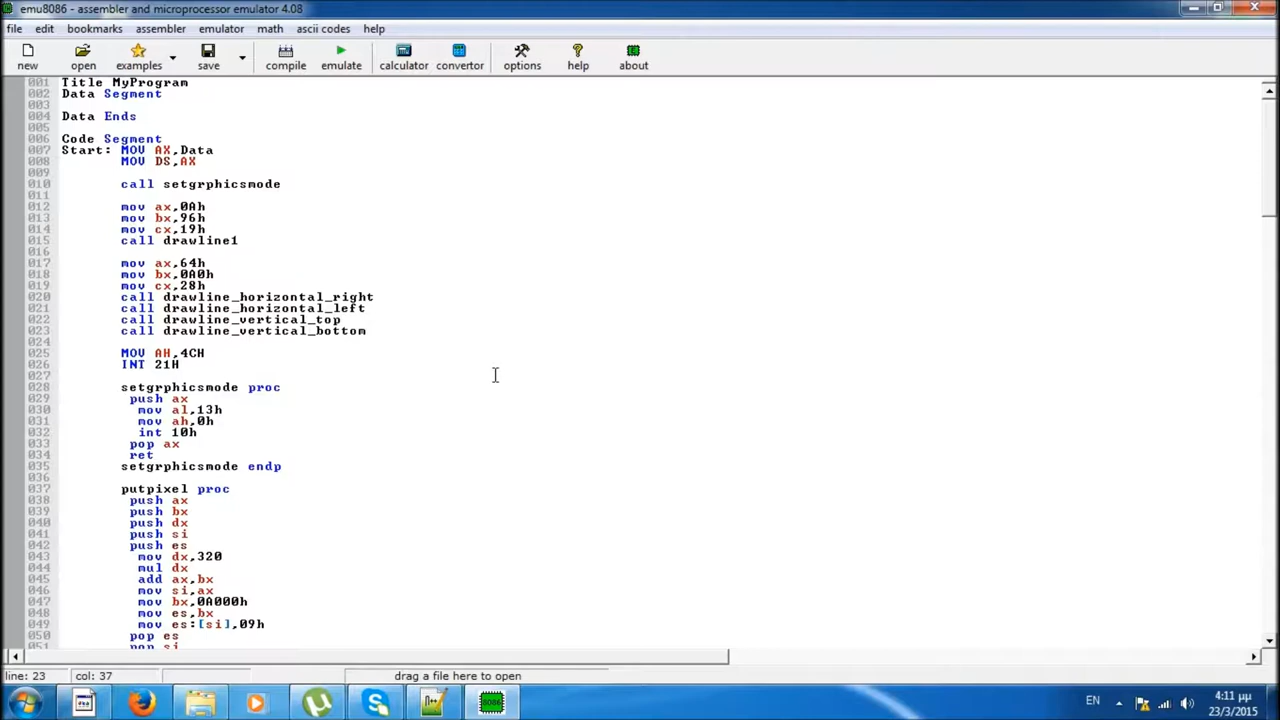 emu8086 - assembler and microprocessor emulator 4.08
file edit bookmarks assembler emulator math ascii codes help
new open examples save compile emulate calculator convertor options help about
001 Title MyProgram
002 Data Segment
003
004 Data Ends
005
006 Code Segment
007 Start: MOV AX,Data
008 MOV DS,AX
009
010 call setgrphicsmode
011
012 mov ax,0Ah
013 mov bx,96h
014 mov cx,19h
015 call drawline1
016
017 mov ax,64h
018 mov bx,0A0h
019 mov cx,28h
020 call drawline_horizontal_right
021 call drawline_horizontal_left
022 call drawline_vertical_top
023 call drawline_vertical_bottom
024
025 MOV AH,4CH
026 INT 21H
027
028 setgrphicsmode proc
029 push ax
030 mov al,13h
031 mov ah,0h
032 int 10h
033 pop ax
034 ret
035 setgrphicsmode endp
036
037 putpixel proc
038 push ax
039 push bx
040 push dx
041 push si
042 push es
043 mov dx,320
044 mul dx
045 add ax,bx
046 mov si,ax
047 mov bx,0A000h
048 mov es,bx
049 mov es:[si],09h
050 pop es
051 pop si
line: 23 col: 37 drag a file here to open
8086 EN 4:11 μμ
23/3/2015